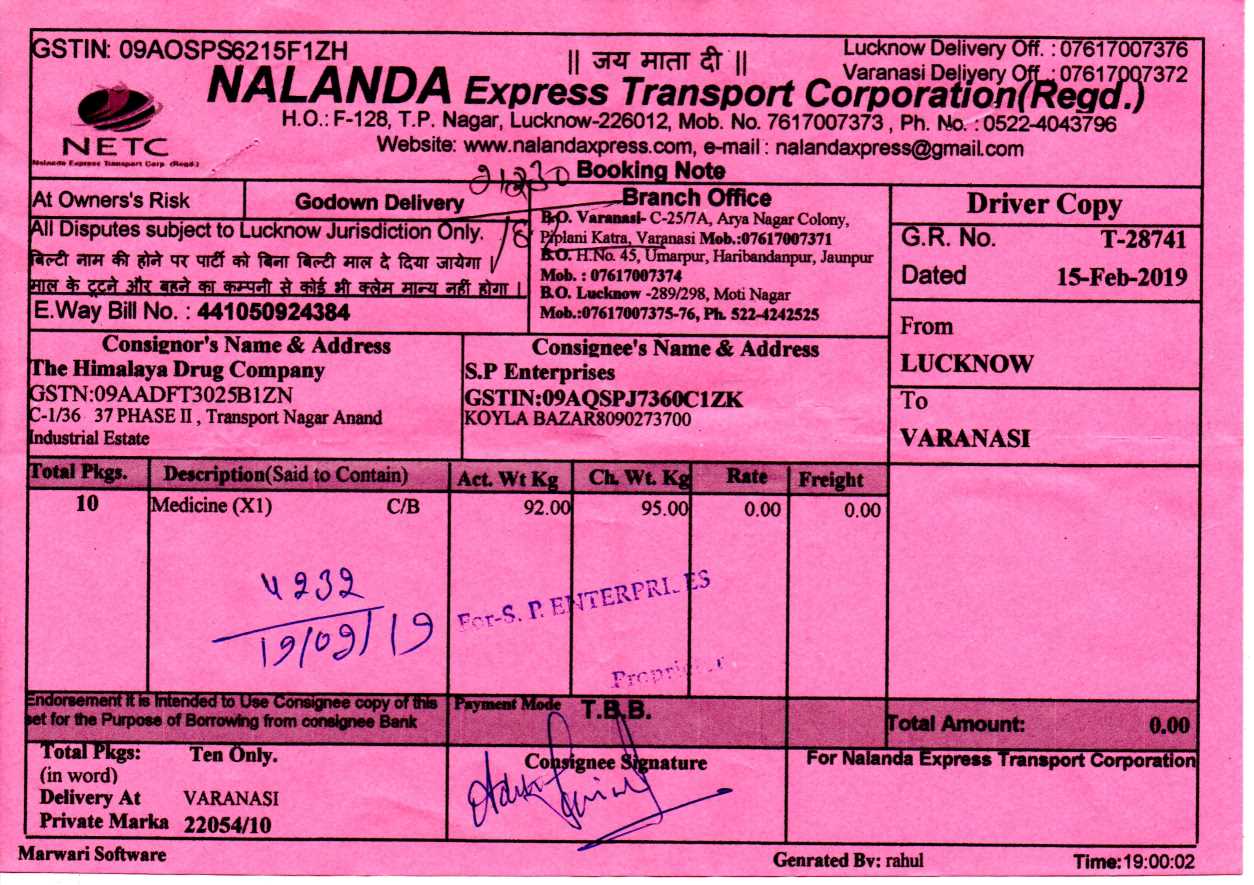 GSTIN: 09AOSPS6215F1ZH
|| जय माता दी ||
Lucknow Delivery Off. : 07617007376
Varanasi Delivery Off. : 07617007372
NALANDA Express Transport Corporation(Regd.)
NETC
Nalanda Express Transport Corp (Regd.)
H.O.: F-128, T.P. Nagar, Lucknow-226012, Mob. No. 7617007373 , Ph. No. : 0522-4043796
Website: www.nalandaxpress.com, e-mail : nalandaxpress@gmail.com
Booking Note
At Owners's Risk
Godown Delivery
All Disputes subject to Lucknow Jurisdiction Only.
बिल्टी नाम की होने पर पार्टी को बिना बिल्टी माल दे दिया जायेगा |
माल के टूटने और बहने का कम्पनी से कोई भी क्लेम मान्य नहीं होगा |
E.Way Bill No. : 441050924384
Branch Office
B.O. Varanasi- C-25/7A, Arya Nagar Colony,
Piplani Katra, Varanasi Mob.:07617007371
B.O. H.No. 45, Umarpur, Haribandanpur, Jaunpur
Mob. : 07617007374
B.O. Lucknow -289/298, Moti Nagar
Mob.:07617007375-76, Ph. 522-4242525
Driver Copy
G.R. No. T-28741
Dated 15-Feb-2019
From
LUCKNOW
To
VARANASI
Consignor's Name & Address
The Himalaya Drug Company
GSTN:09AADFT3025B1ZN
C-1/36 37 PHASE II , Transport Nagar Anand
Industrial Estate
Consignee's Name & Address
S.P Enterprises
GSTIN:09AQSPJ7360C1ZK
KOYLA BAZAR8090273700
Total Pkgs. Description(Said to Contain) Act. Wt Kg Ch. Wt. Kg Rate Freight
10 Medicine (X1) C/B 92.00 95.00 0.00 0.00
4232
19/02/19
For-S. P. ENTERPRISES
Proprietor
Endorsement It is Intended to Use Consignee copy of this
set for the Purpose of Borrowing from consignee Bank
Payment Mode T.B.B.
Total Amount: 0.00
Total Pkgs: Ten Only.
(in word)
Delivery At VARANASI
Private Marka 22054/10
Consignee Signature
For Nalanda Express Transport Corporation
Marwari Software
Genrated By: rahul
Time:19:00:02